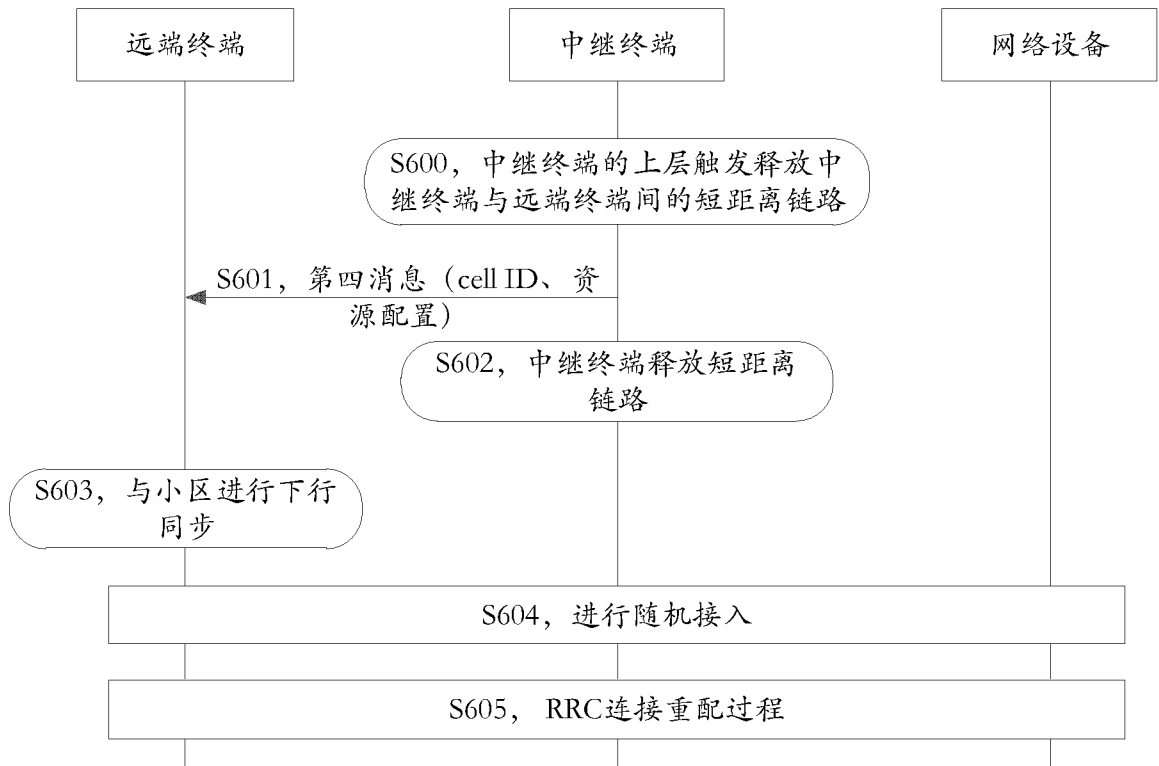 远端终端
中继终端
网络设备
S600，中继终端的上层触发释放中
继终端与远端终端间的短距离链路
S601，第四消息（cell ID、资
源配置）
S602，中继终端释放短距离
链路
S603，与小区进行下行
同步
S604，进行随机接入
S605， RRC连接重配过程